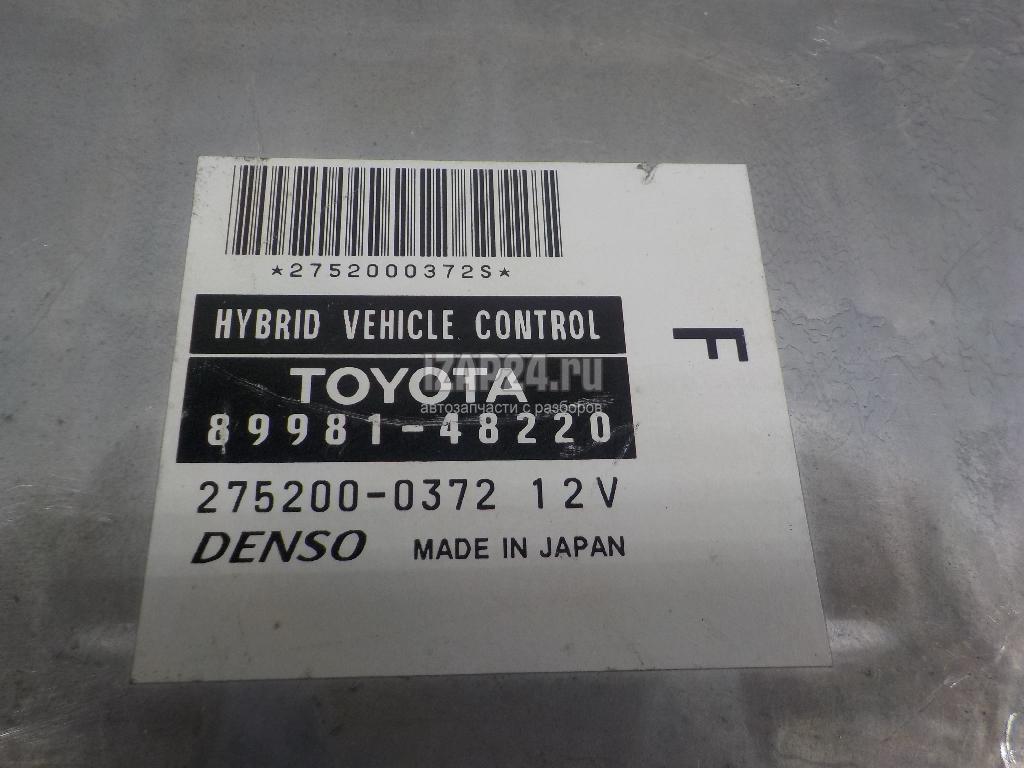 *2752000372S*
HYBRID VEHICLE CONTROL
F
TOYOTA
IZAP24.ru
автозапчасти с разборов
89981-48220
275200-0372 12V
DENSO MADE IN JAPAN